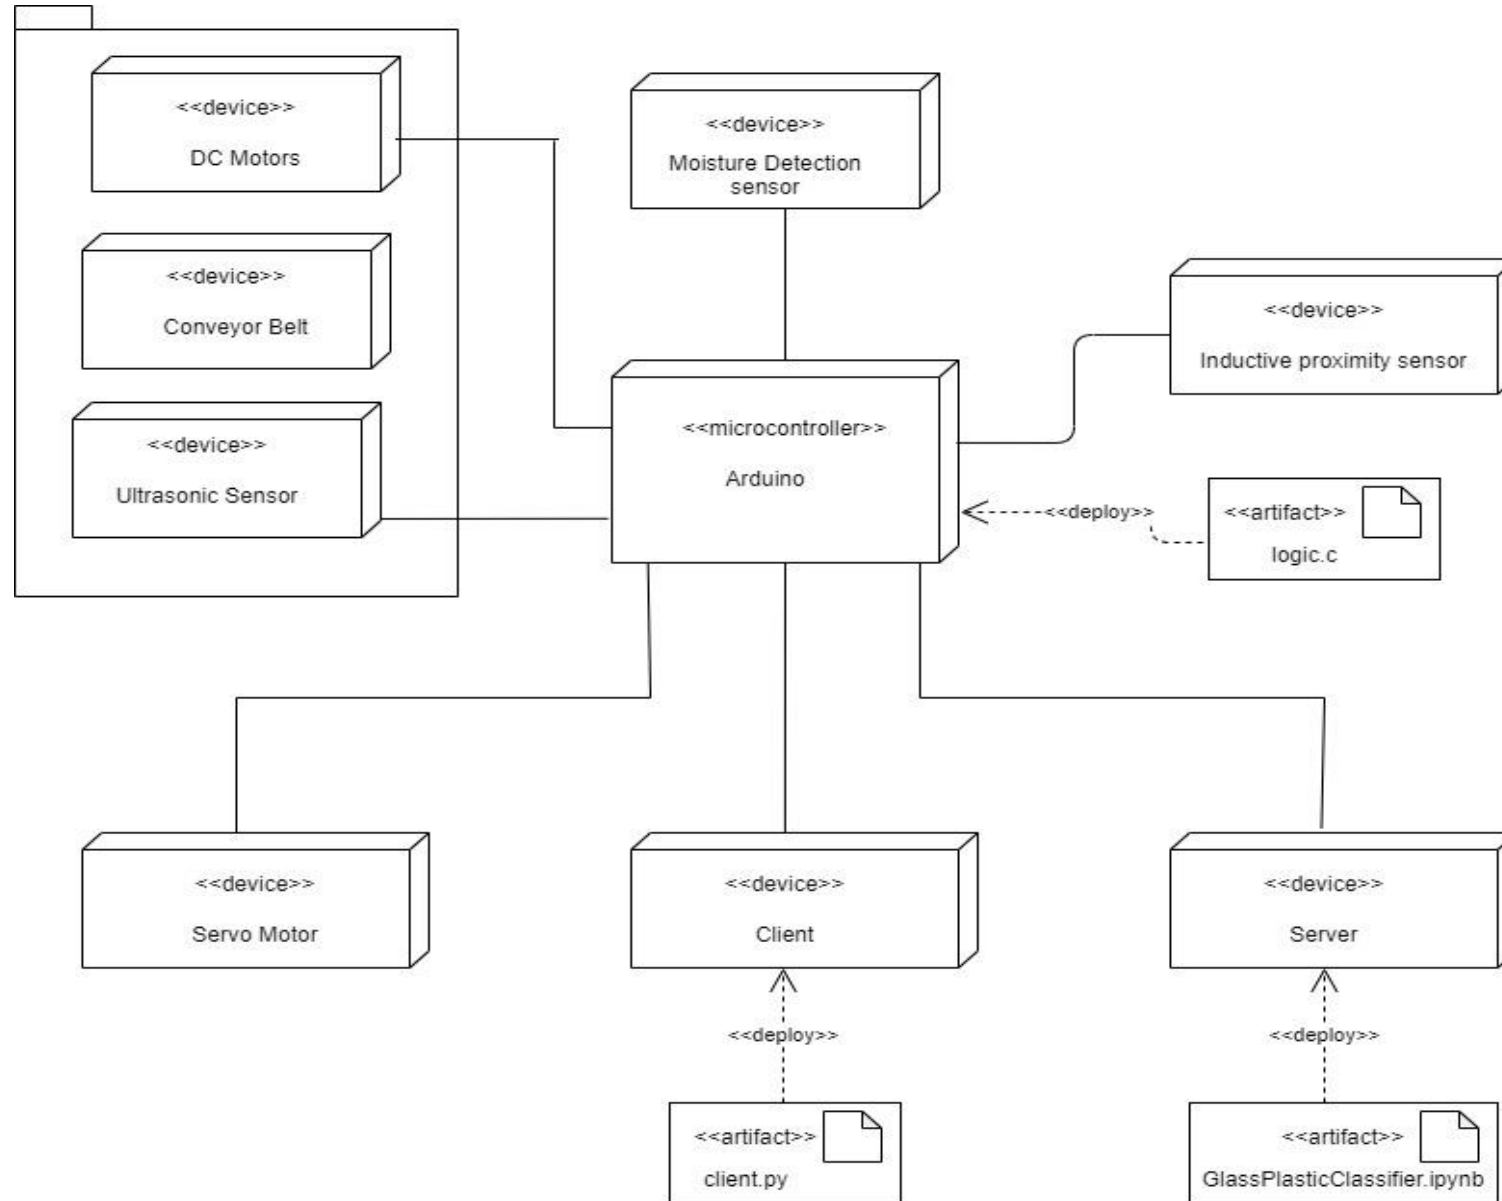 <<device>>
DC Motors
<<device>>
Moisture Detection
sensor
<<device>>
Conveyor Belt
<<device>>
Inductive proximity sensor
<<device>>
Ultrasonic Sensor
<<microcontroller>>
Arduino
<<deploy>>
<<artifact>>
logic.c
<<device>>
Servo Motor
<<device>>
Client
<<device>>
Server
<<deploy>>
<<deploy>>
<<artifact>>
client.py
<<artifact>>
GlassPlasticClassifier.ipynb